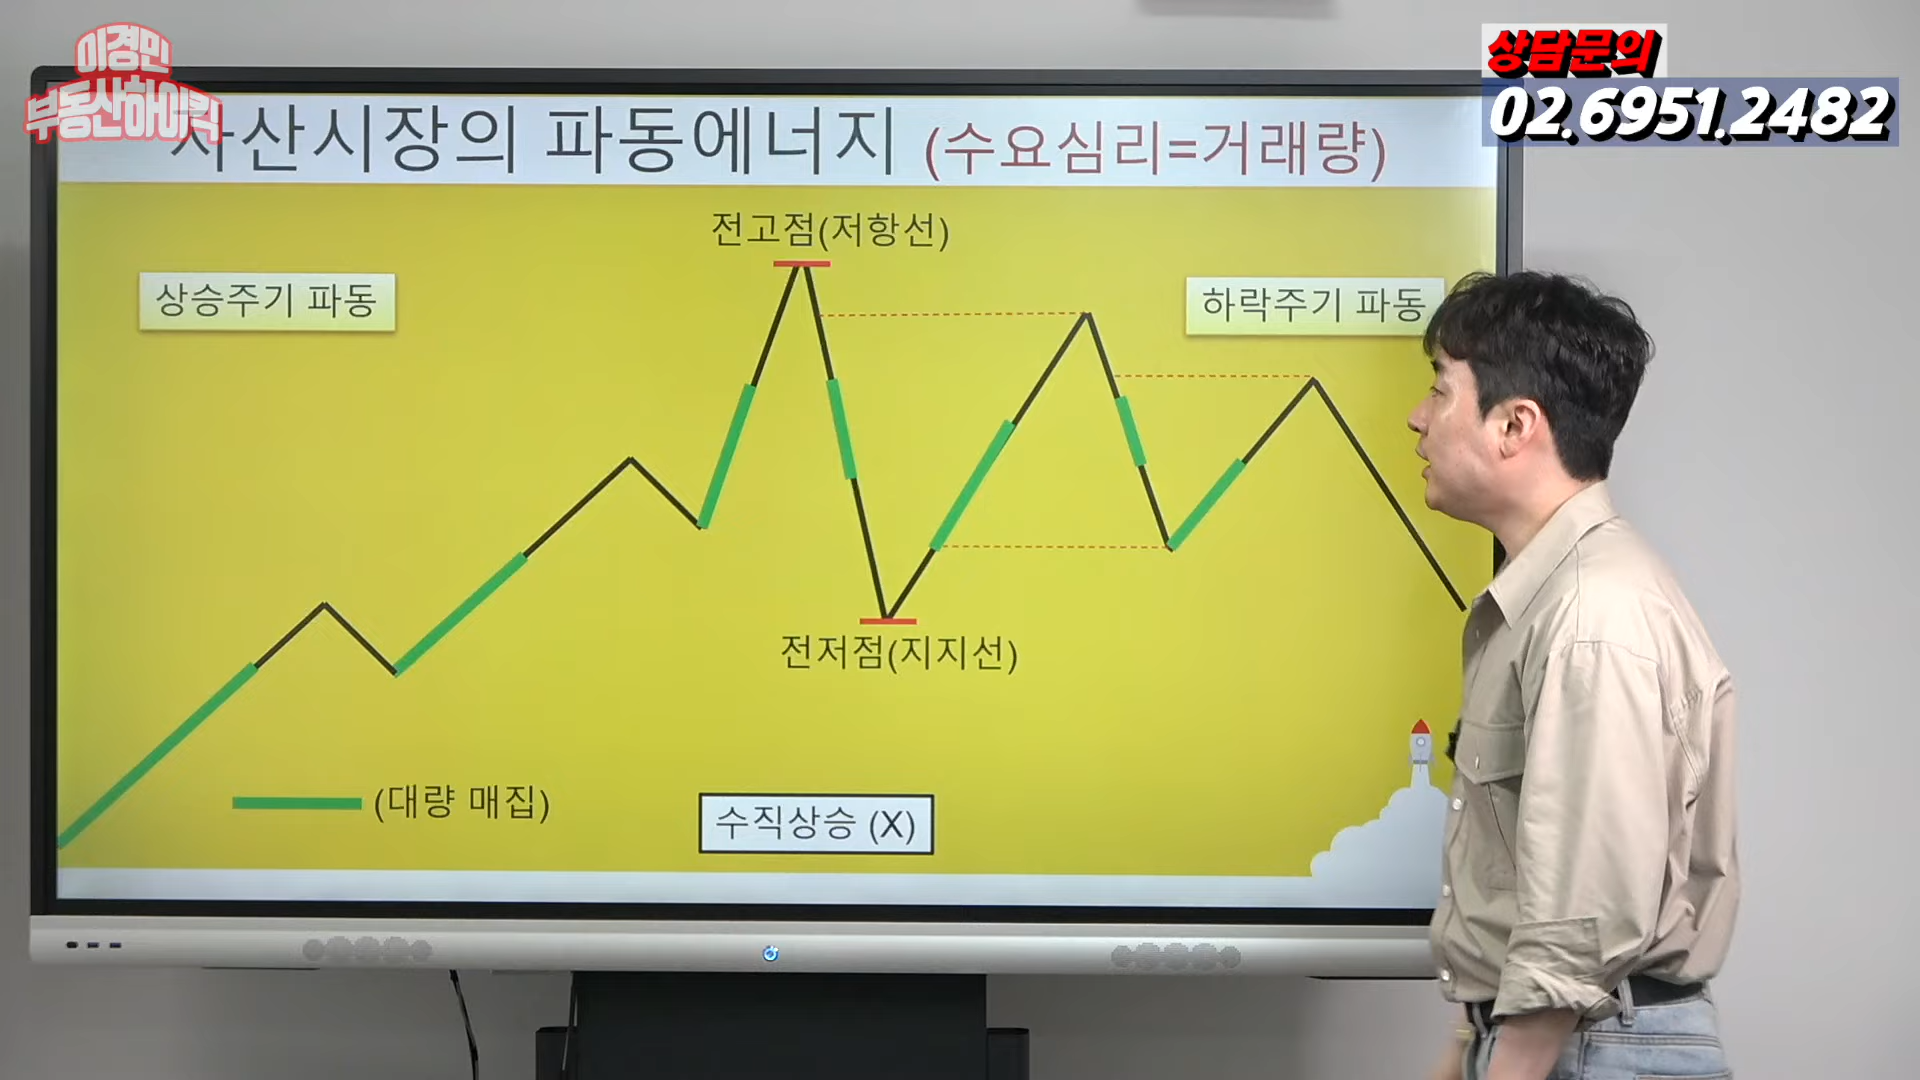 이경민
부동산하이킥
상담문의
02.6951.2482
자산시장의 파동에너지 (수요심리=거래량)
전고점(저항선)
상승주기 파동
하락주기 파동
전저점(지지선)
(대량 매집)
수직상승 (X)